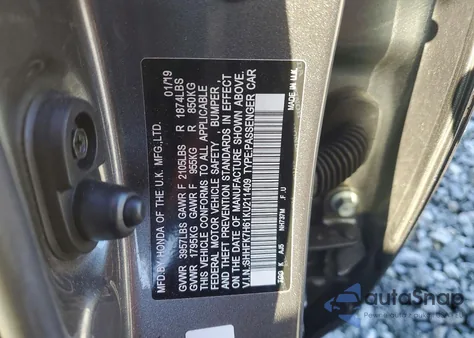 MFD.BY HONDA OF THE U.K. MFG.,LTD. 01/19
GVWR 3957LBS GAWR F 2105LBS R 1874LBS
GVWR 1795KG GAWR F 955KG R 850KG
THIS VEHICLE CONFORMS TO ALL APPLICABLE
FEDERAL MOTOR VEHICLE SAFETY , BUMPER ,
AND THEFT PREVENTION STANDARDS IN EFFECT
ON THE DATE OF MANUFACTURE SHOWN ABOVE.
V.I.N.SHHFK7H61KU211409 TYPE:PASSENGER CAR
MADE IN U.K.
K AJ5 NH797M F U
autoSnap